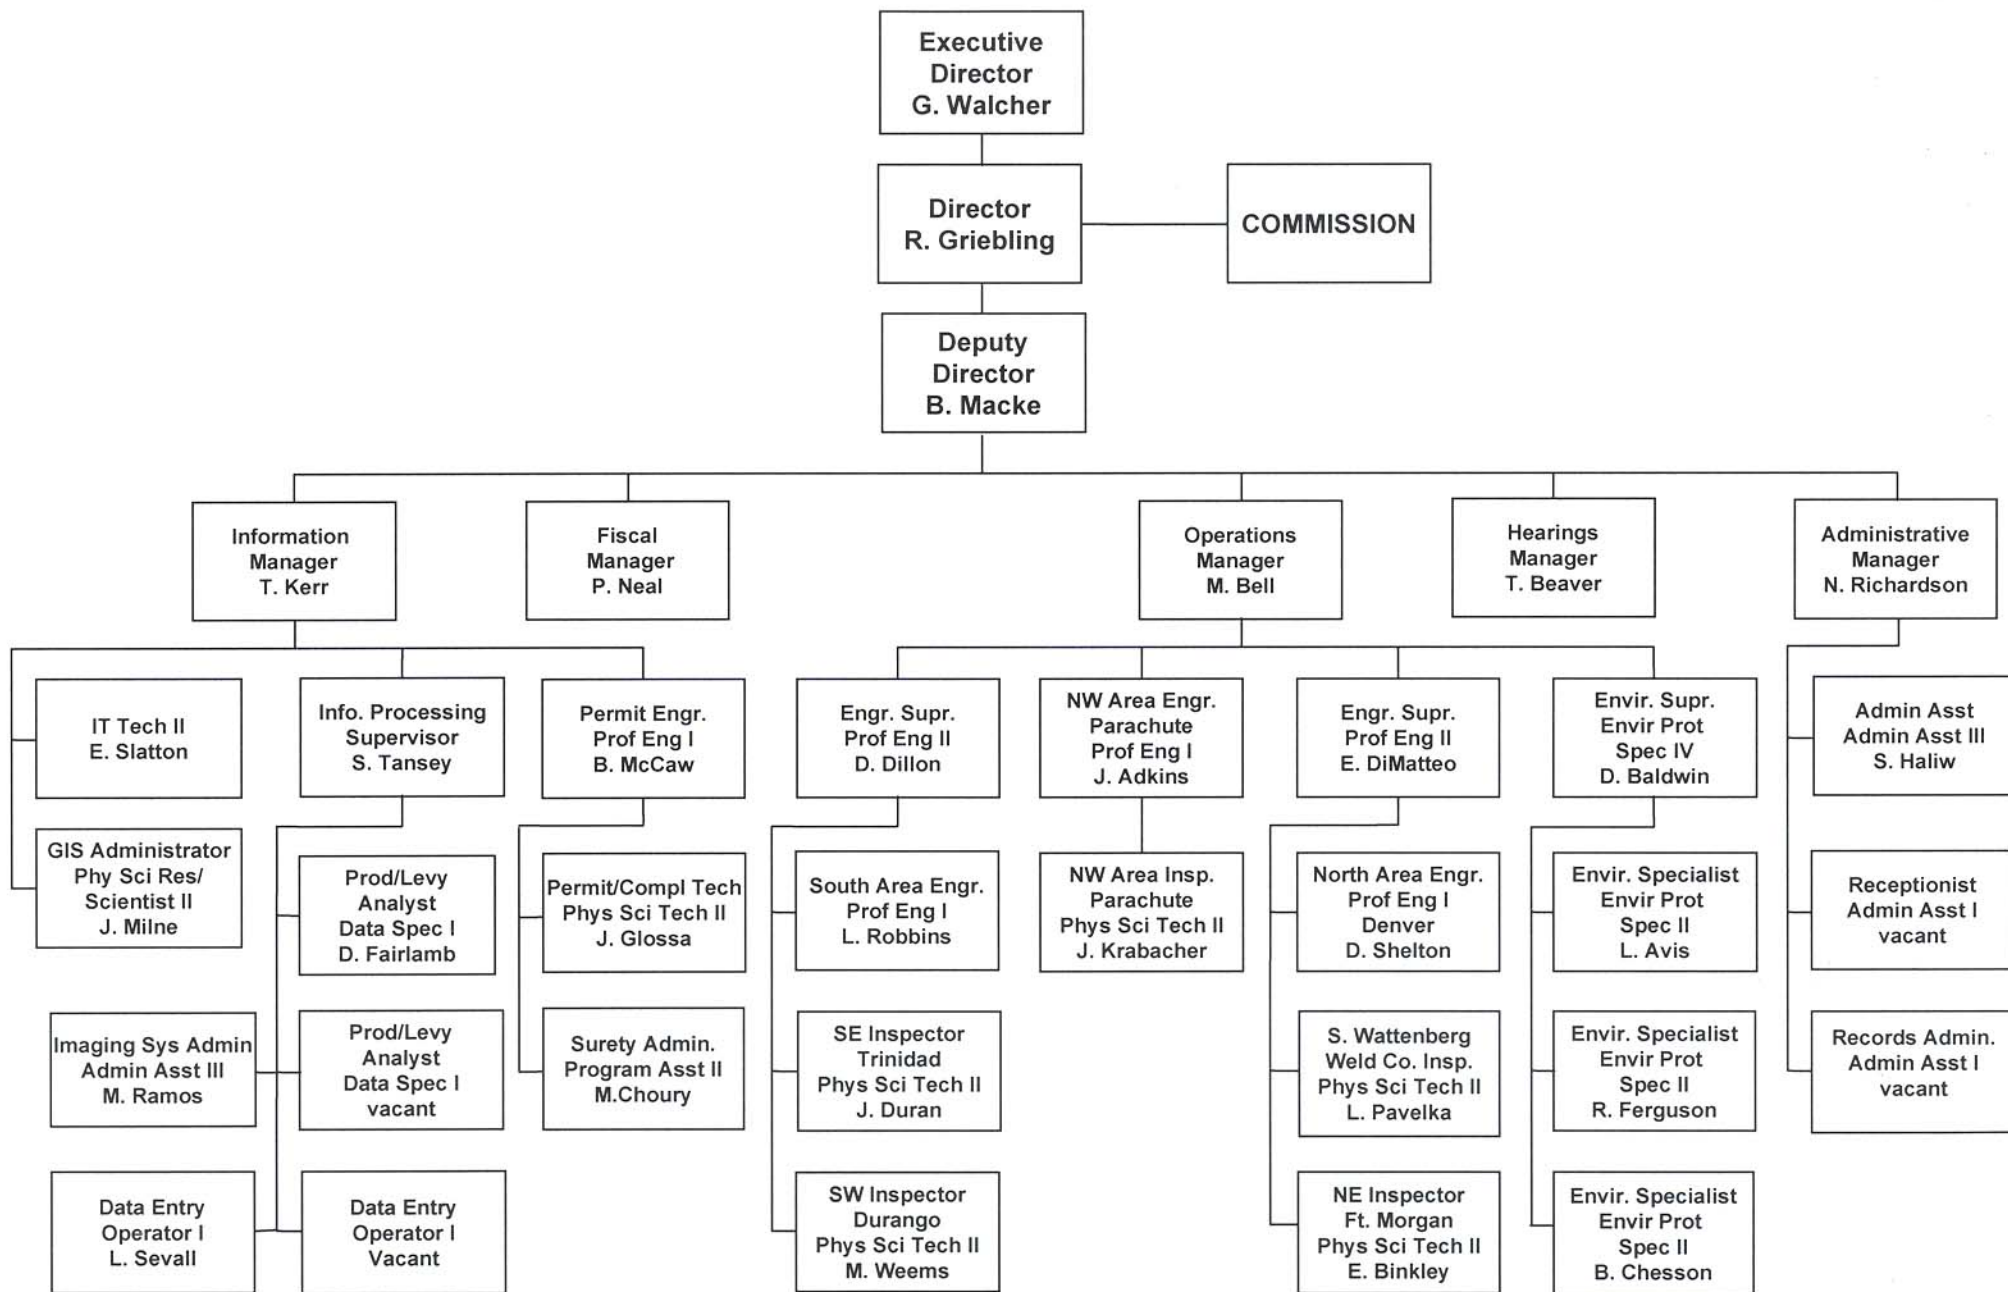 Executive
Director
G. Walcher
Director
R. Griebling
COMMISSION
Deputy
Director
B. Macke
Information
Manager
T. Kerr
Fiscal
Manager
P. Neal
Operations
Manager
M. Bell
Hearings
Manager
T. Beaver
Administrative
Manager
N. Richardson
IT Tech II
E. Slatton
Info. Processing
Supervisor
S. Tansey
Permit Engr.
Prof Eng I
B. McCaw
Engr. Supr.
Prof Eng II
D. Dillon
NW Area Engr.
Parachute
Prof Eng I
J. Adkins
Engr. Supr.
Prof Eng II
E. DiMatteo
Envir. Supr.
Envir Prot
Spec IV
D. Baldwin
Admin Asst
Admin Asst III
S. Haliw
GIS Administrator
Phy Sci Res/
Scientist II
J. Milne
Prod/Levy
Analyst
Data Spec I
D. Fairlamb
Permit/Compl Tech
Phys Sci Tech II
J. Glossa
South Area Engr.
Prof Eng I
L. Robbins
NW Area Insp.
Parachute
Phys Sci Tech II
J. Krabacher
North Area Engr.
Prof Eng I
Denver
D. Shelton
Envir. Specialist
Envir Prot
Spec II
L. Avis
Receptionist
Admin Asst I
vacant
Imaging Sys Admin
Admin Asst III
M. Ramos
Prod/Levy
Analyst
Data Spec I
vacant
Surety Admin.
Program Asst II
M.Choury
SE Inspector
Trinidad
Phys Sci Tech II
J. Duran
S. Wattenberg
Weld Co. Insp.
Phys Sci Tech II
L. Pavelka
Envir. Specialist
Envir Prot
Spec II
R. Ferguson
Records Admin.
Admin Asst I
vacant
Data Entry
Operator I
L. Sevall
Data Entry
Operator I
Vacant
SW Inspector
Durango
Phys Sci Tech II
M. Weems
NE Inspector
Ft. Morgan
Phys Sci Tech II
E. Binkley
Envir. Specialist
Envir Prot
Spec II
B. Chesson